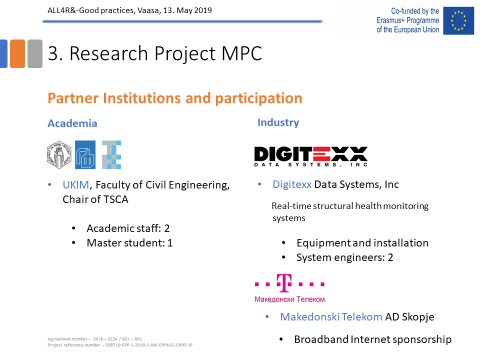 ALL4R&-Good practices, Vaasa, 13. May 2019
Co-funded by the
Erasmus+ Programme
of the European Union
3. Research Project MPC
Partner Institutions and participation
Academia
Industry
DIGITEXX
DATA SYSTEMS, INC
• UKIM, Faculty of Civil Engineering,
Chair of TSCA
• Academic staff: 2
• Master student: 1
• Digitexx Data Systems, Inc
Real-time structural health monitoring
systems
• Equipment and installation
• System engineers: 2
T
Македонски Телеком
• Makedonski Telekom AD Skopje
• Broadband Internet sponsorship